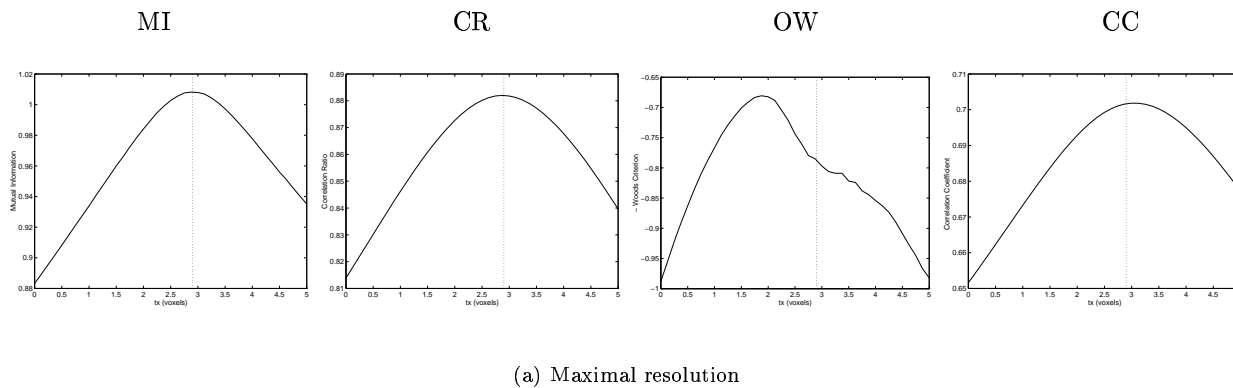 MI
CR
OW
CC
1.02
1
0.98
0.96
0.94
0.92
0.9
0.88
Mutual Information
0 0.5 1 1.5 2 2.5 3 3.5 4 4.5 5
tx (voxels)
0.89
0.88
0.87
0.86
0.85
0.84
0.83
0.82
0.81
Correlation Ratio
0 0.5 1 1.5 2 2.5 3 3.5 4 4.5 5
tx (voxels)
−0.65
−0.7
−0.75
−0.8
−0.85
−0.9
−0.95
−1
− Woods Criterion
0 0.5 1 1.5 2 2.5 3 3.5 4 4.5 5
tx (voxels)
0.71
0.7
0.69
0.68
0.67
0.66
0.65
Correlation Coefficient
0 0.5 1 1.5 2 2.5 3 3.5 4 4.5
tx (voxels)
(a) Maximal resolution